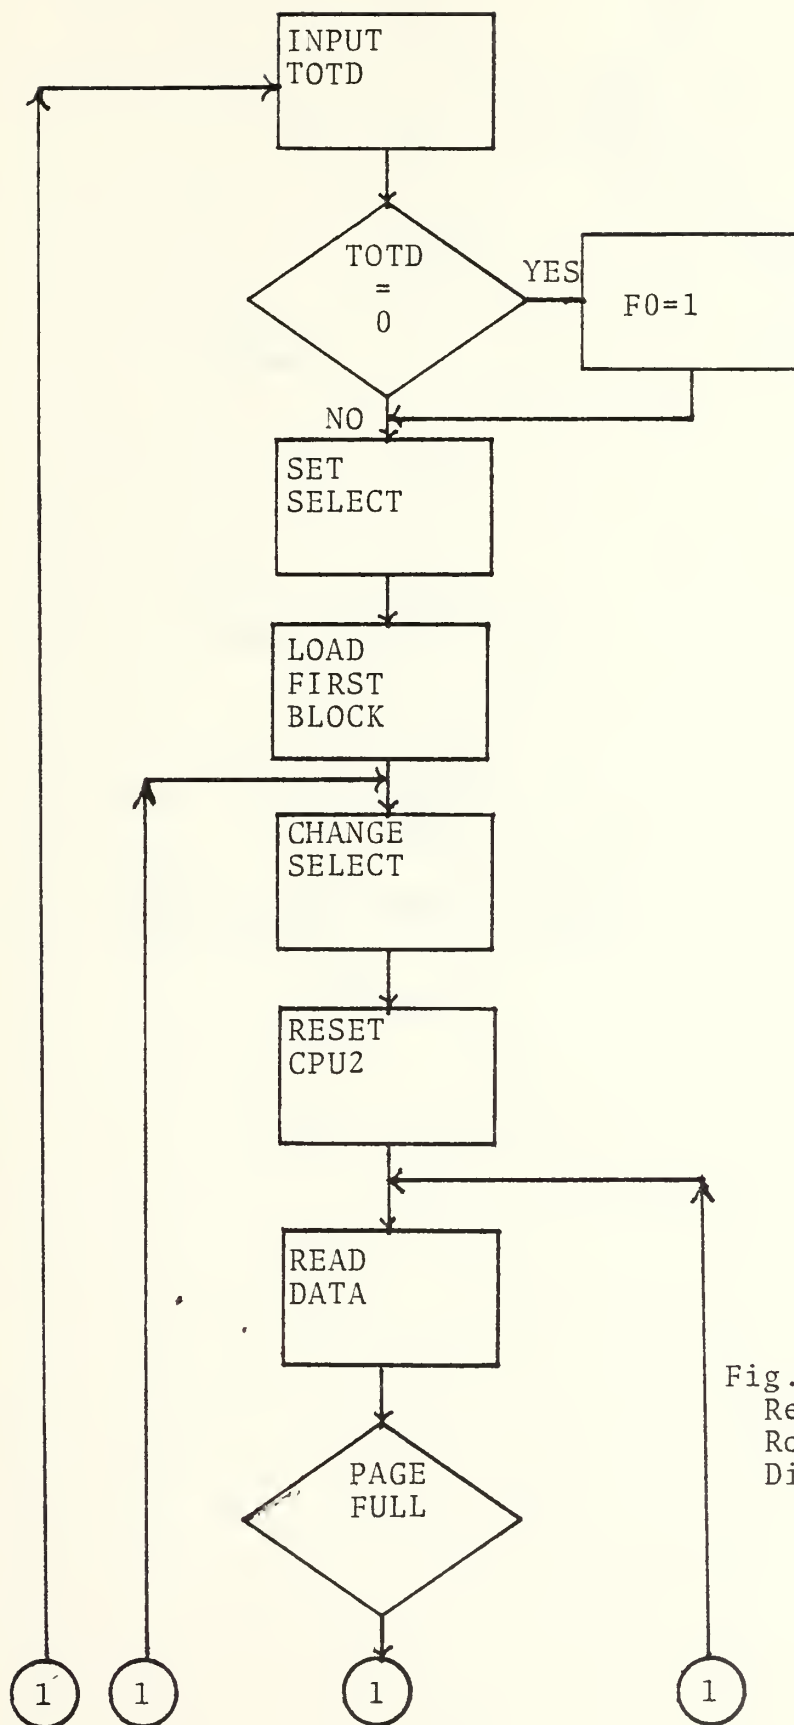 INPUT
TOTD
TOTD
=
0
YES
F0=1
NO
SET
SELECT
LOAD
FIRST
BLOCK
CHANGE
SELECT
RESET
CPU2
READ
DATA
Fig.
Re
Ro
Di
PAGE
FULL
1
1
1
1